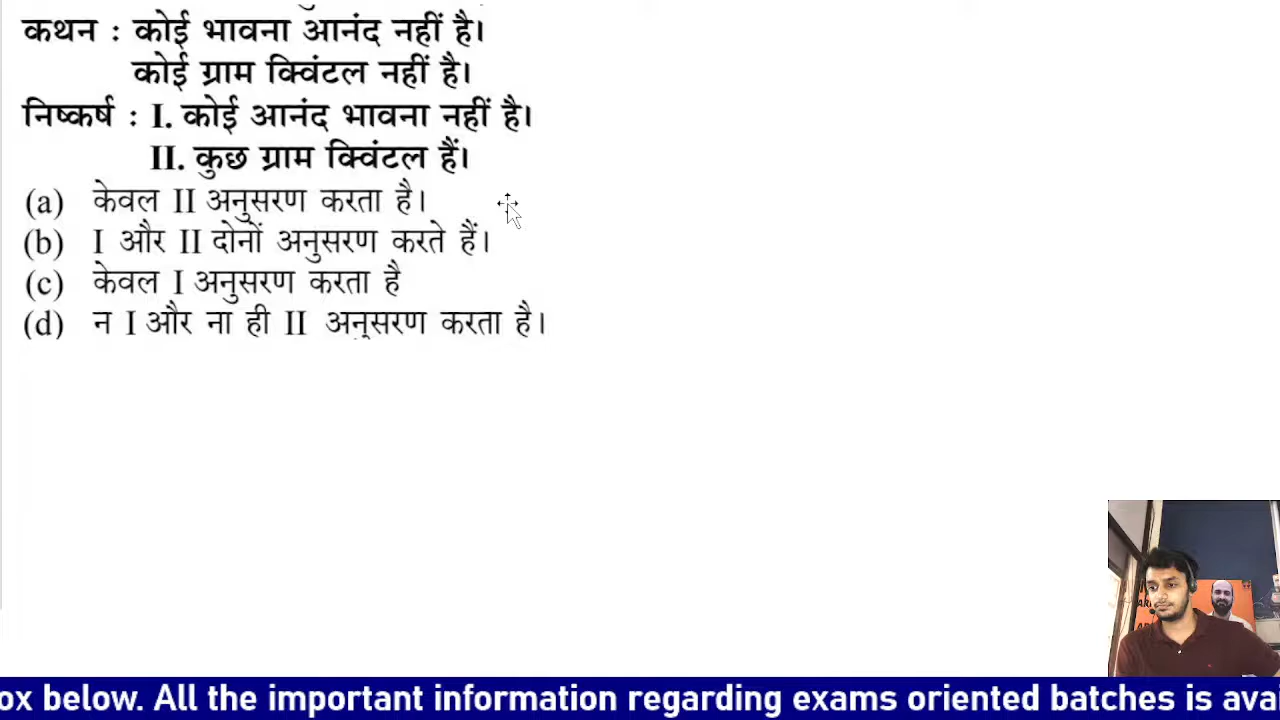 कथन : कोई भावना आनंद नहीं है।
कोई ग्राम क्विंटल नहीं है।
निष्कर्ष : I. कोई आनंद भावना नहीं है।
II. कुछ ग्राम क्विंटल हैं।
(a) केवल II अनुसरण करता है।
(b) I और II दोनों अनुसरण करते हैं।
(c) केवल I अनुसरण करता है
(d) न I और ना ही II अनुसरण करता है।
ox below. All the important information regarding exams oriented batches is ava